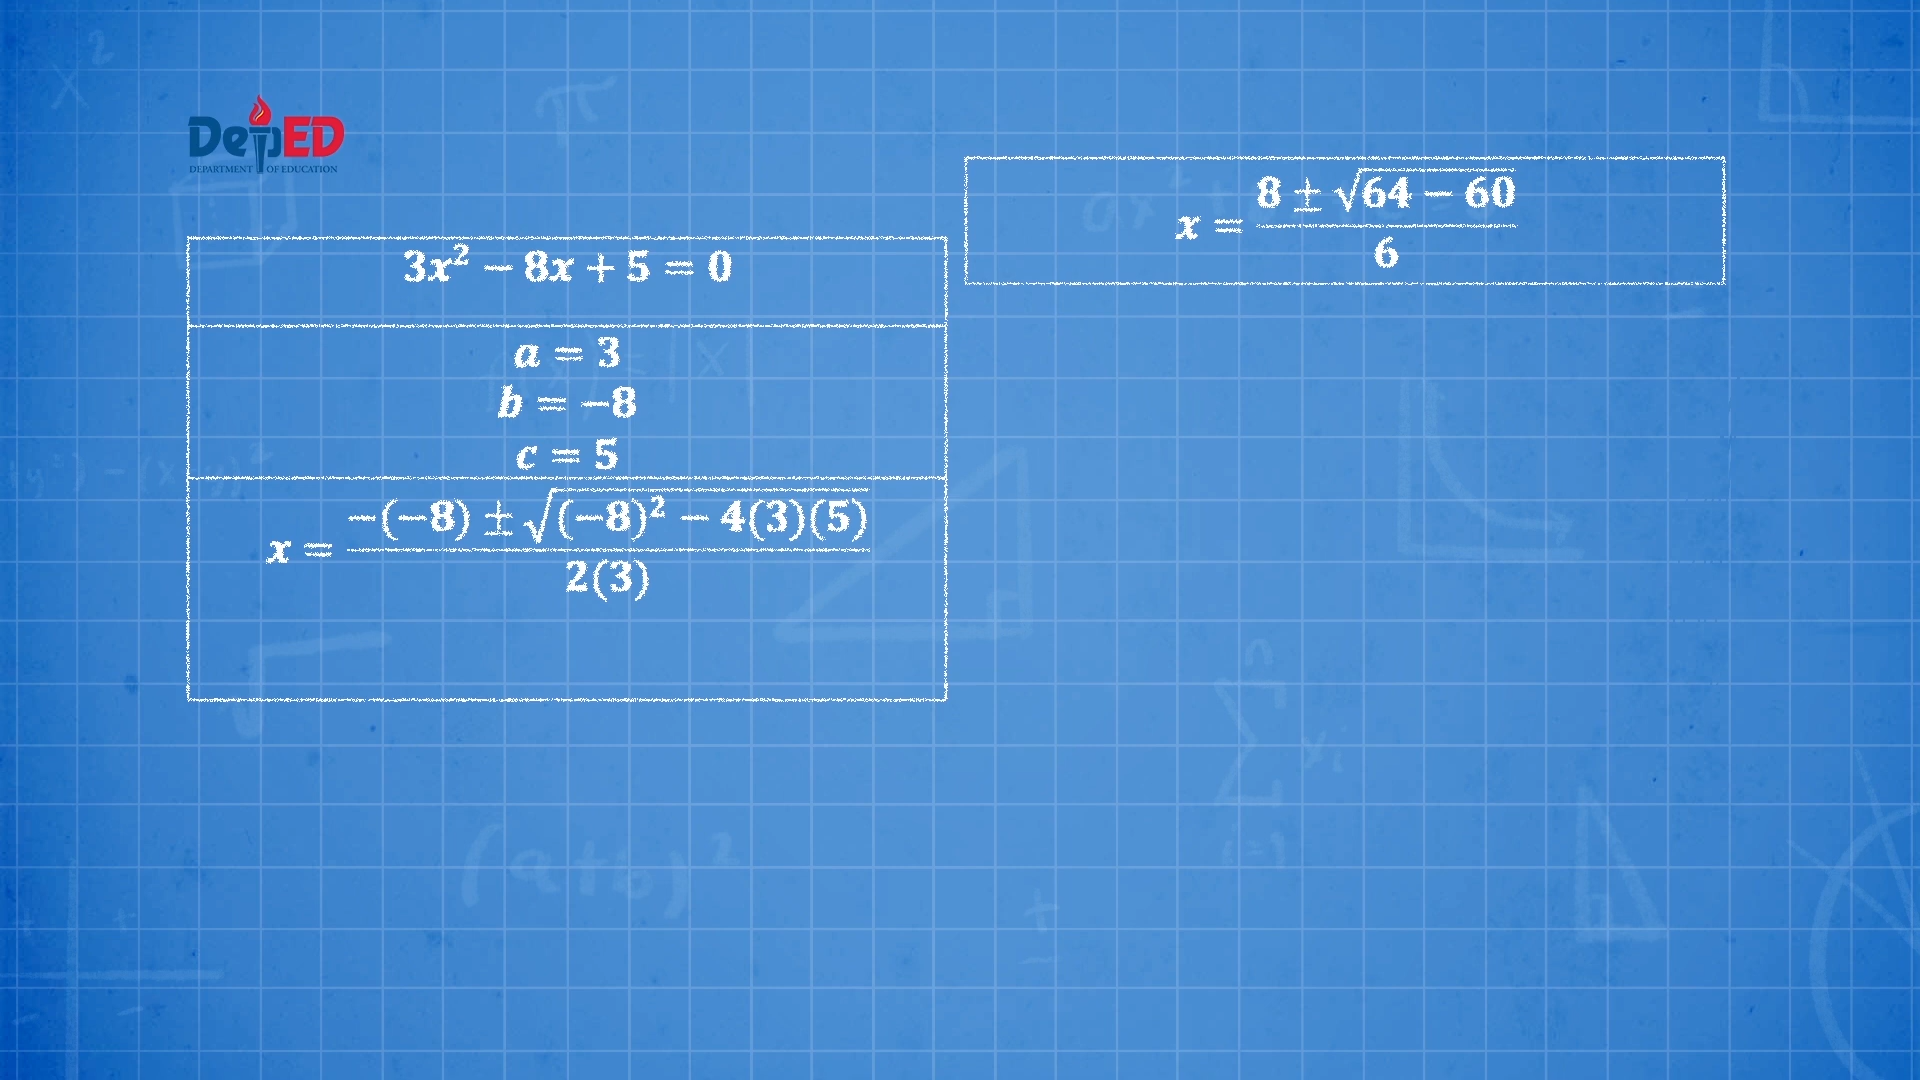 DepED
DEPARTMENT OF EDUCATION
3x² − 8x + 5 = 0
a = 3
b = −8
c = 5
x = (−(−8) ± √((−8)² − 4(3)(5))) / (2(3))
x = (8 ± √(64 − 60)) / 6